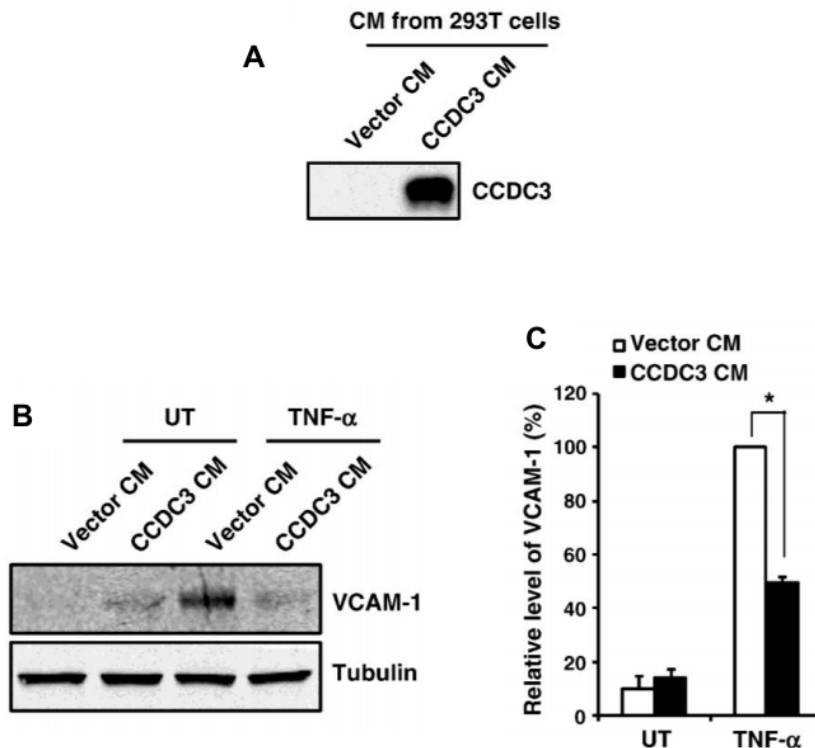 A
CM from 293T cells
Vector CM
CCDC3 CM
CCDC3
B
UT
TNF-α
Vector CM
CCDC3 CM
Vector CM
CCDC3 CM
VCAM-1
Tubulin
C
Vector CM
CCDC3 CM
Relative level of VCAM-1 (%)
120
100
80
60
40
20
0
*
UT
TNF-α